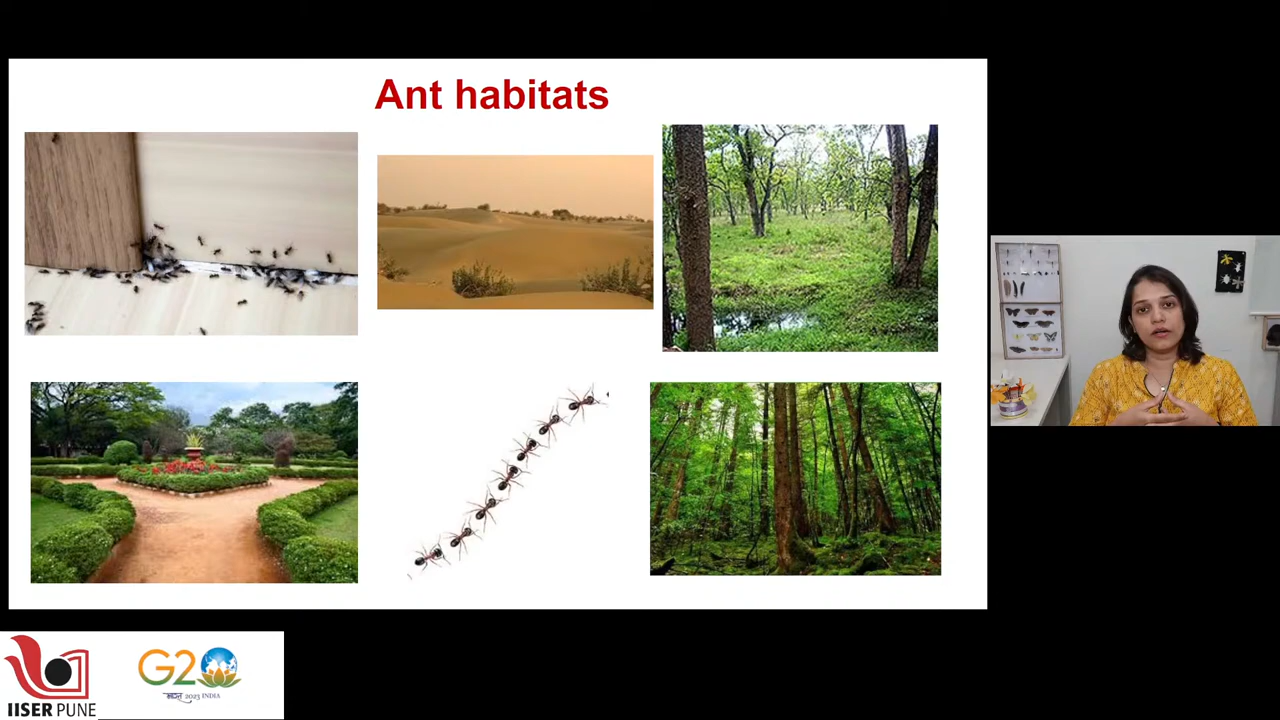 Ant habitats
IISER PUNE
G20
भारत 2023 INDIA